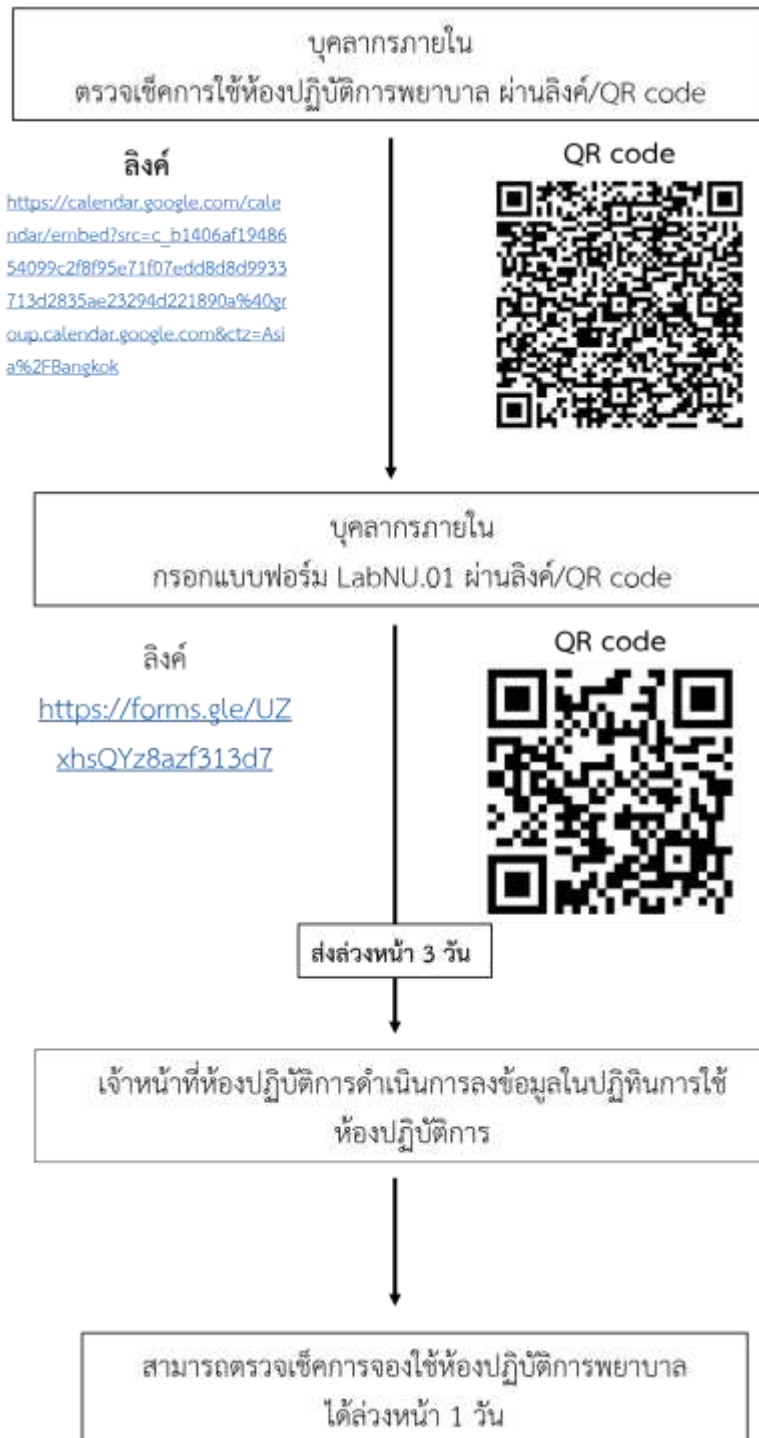 บุคลากรภายใน
ตรวจเช็คการใช้ห้องปฏิบัติการพยาบาล ผ่านลิงค์/QR code
ลิงค์
https://calendar.google.com/cale
ndar/embed?src=c_b1406af19486
54099c2f8f95e71f07edd8d8d9933
713d2835ae23294d221890a%40gr
oup.calendar.google.com&ctz=Asi
a%2FBangkok
QR code
บุคลากรภายใน
กรอกแบบฟอร์ม LabNU.01 ผ่านลิงค์/QR code
ลิงค์
https://forms.gle/UZ
xhsQYz8azf313d7
QR code
ส่งล่วงหน้า 3 วัน
เจ้าหน้าที่ห้องปฏิบัติการดำเนินการลงข้อมูลในปฏิทินการใช้
ห้องปฏิบัติการ
สามารถตรวจเช็คการจองใช้ห้องปฏิบัติการพยาบาล
ได้ล่วงหน้า 1 วัน